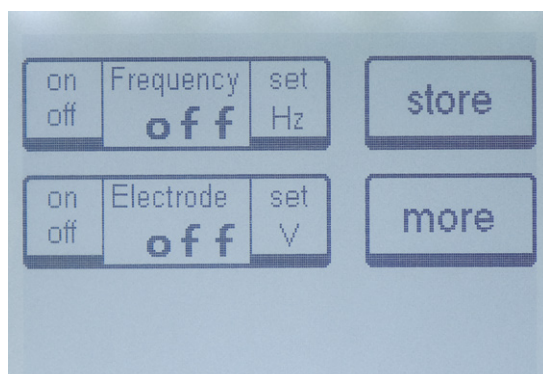 on Frequency set
off off Hz
store
on Electrode set
off off V
more